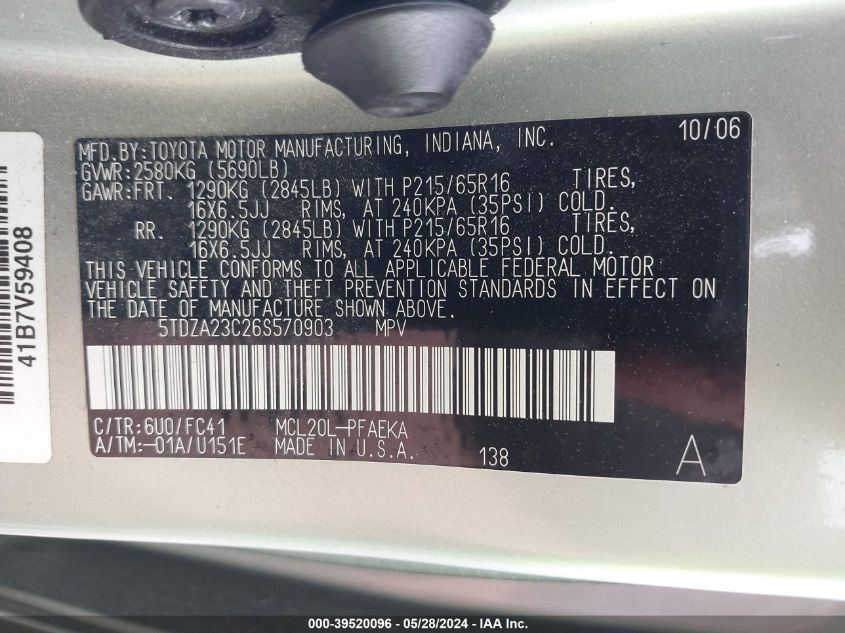 MFD.BY:TOYOTA MOTOR MANUFACTURING, INDIANA, INC. 10/06
GVWR:2580KG (5690LB)
GAWR:FRT. 1290KG (2845LB) WITH P215/65R16 TIRES,
16X6.5JJ RIMS, AT 240KPA (35PSI) COLD.
RR. 1290KG (2845LB) WITH P215/65R16 TIRES,
16X6.5JJ RIMS, AT 240KPA (35PSI) COLD.
THIS VEHICLE CONFORMS TO ALL APPLICABLE FEDERAL MOTOR
VEHICLE SAFETY AND THEFT PREVENTION STANDARDS IN EFFECT ON
THE DATE OF MANUFACTURE SHOWN ABOVE.
5TDZA23C26S570903 MPV
C/TR:6U0/FC41 MCL20L-PFAEKA
A/TM:-01A/U151E MADE IN U.S.A. 138 A
41B7V59408
000-39520096 - 05/28/2024 - IAA Inc.